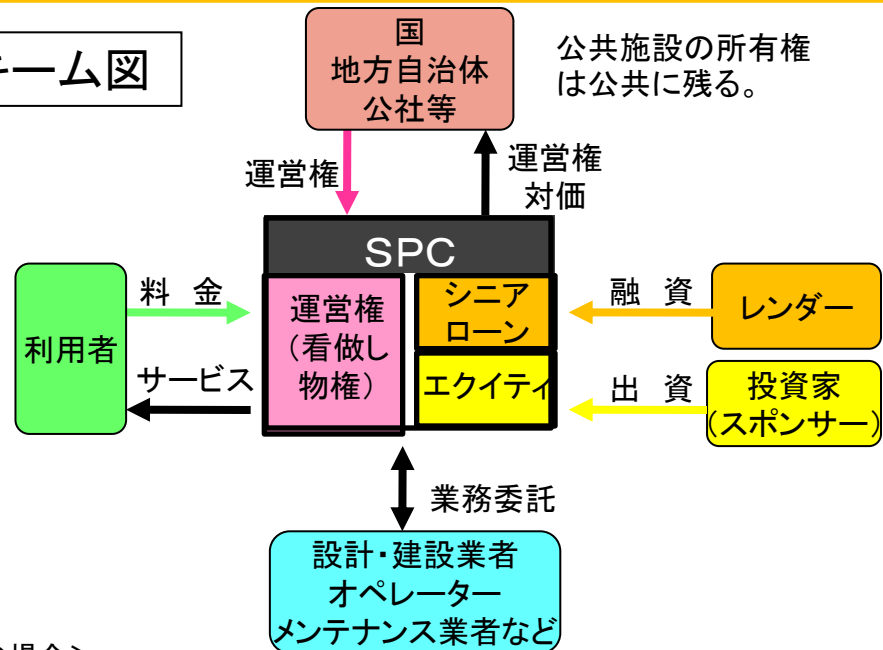 キーム図
国
地方自治体
公社等
公共施設の所有権
は公共に残る。
運営権
運営権
対価
SPC
料 金
利用者
サービス
運営権
(看做し
物権)
シニア
ローン
エクイティ
融 資
レンダー
出 資
投資家
(スポンサー)
業務委託
設計・建設業者
オペレーター
メンテナンス業者など